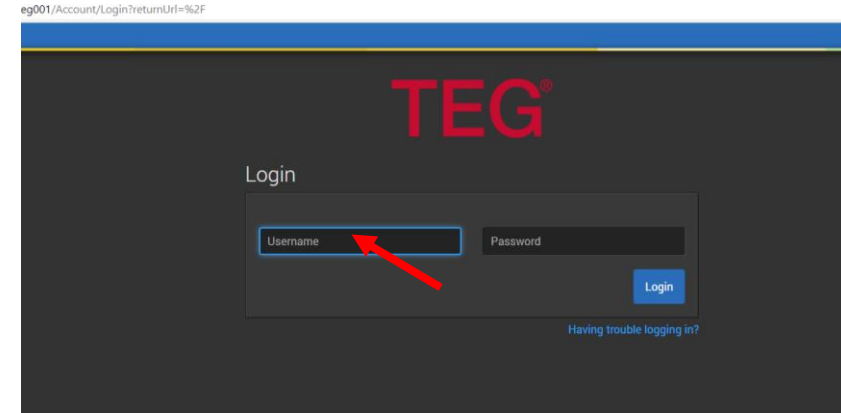 eg001/Account/Login?returnUrl=%2F
TEG®
Login
Username
Password
Login
Having trouble logging in?